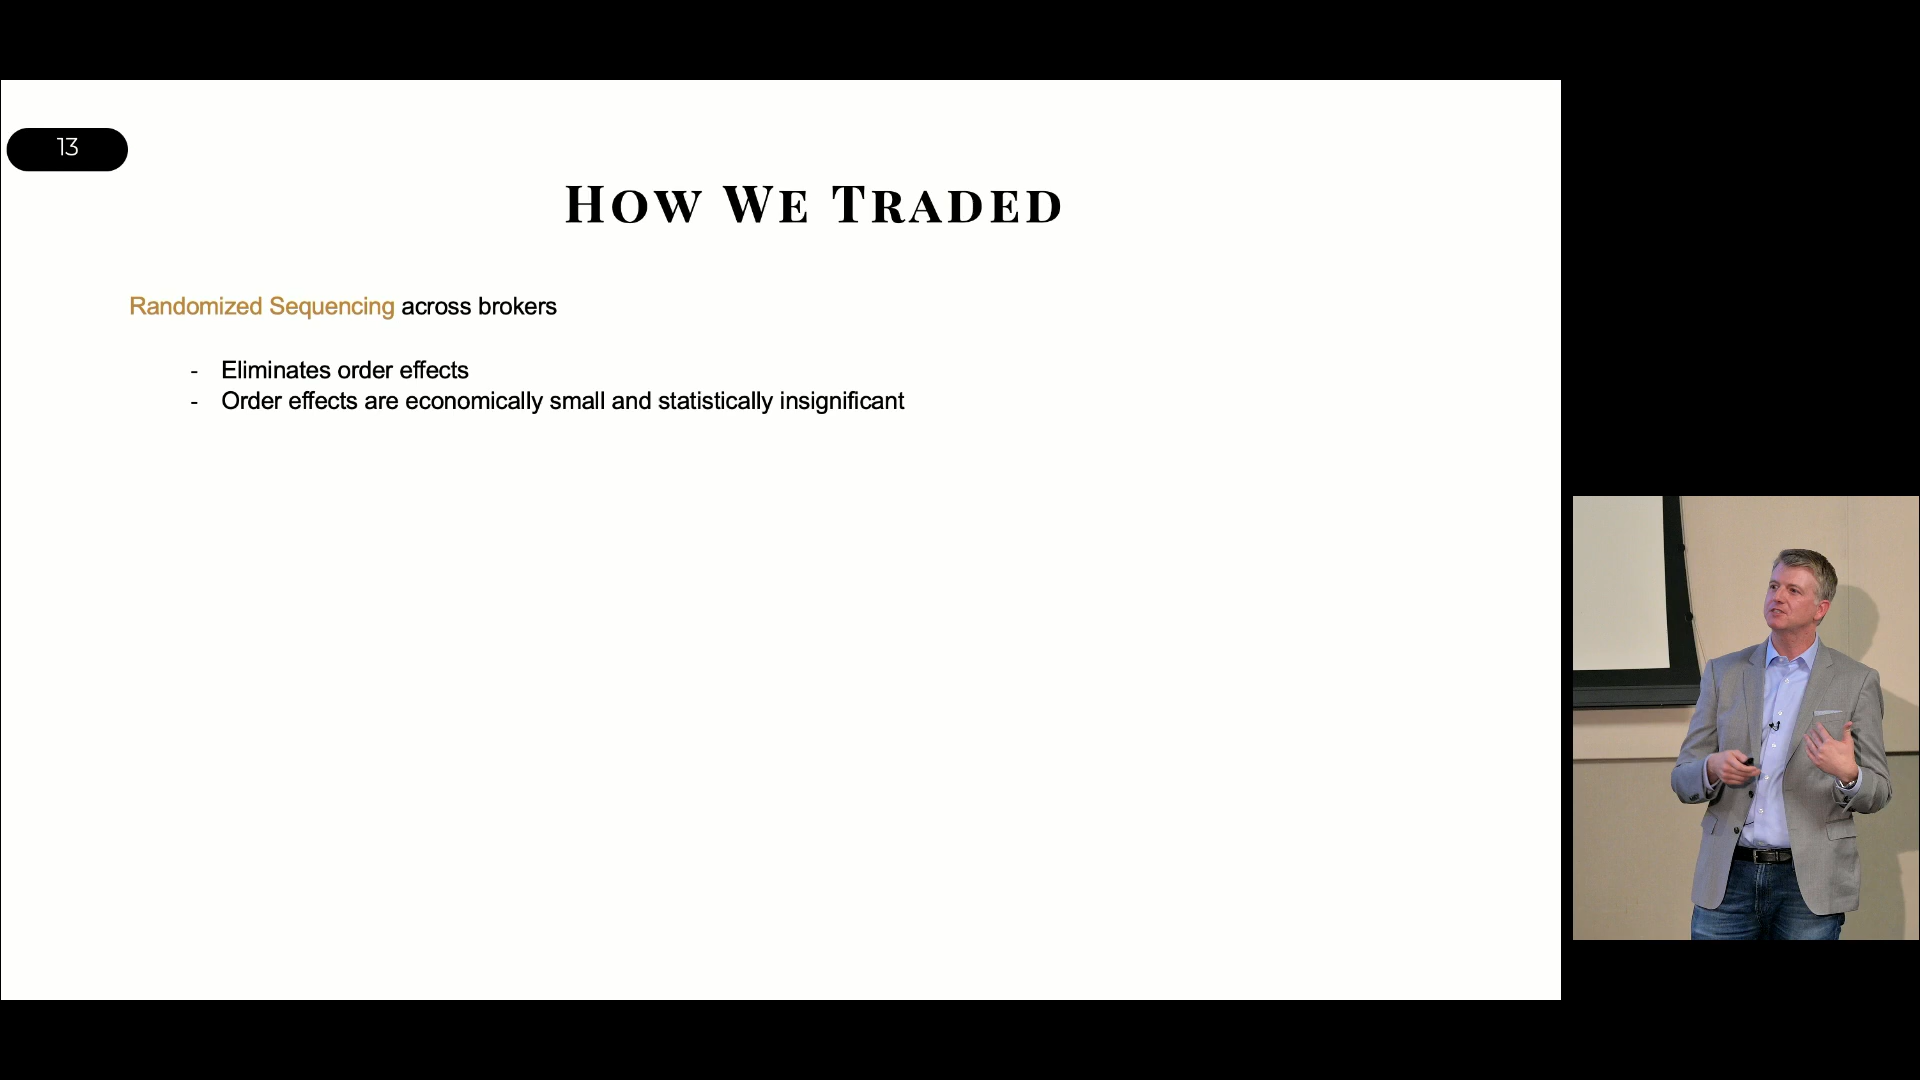 13
HOW WE TRADED
Randomized Sequencing across brokers
- Eliminates order effects
- Order effects are economically small and statistically insignificant